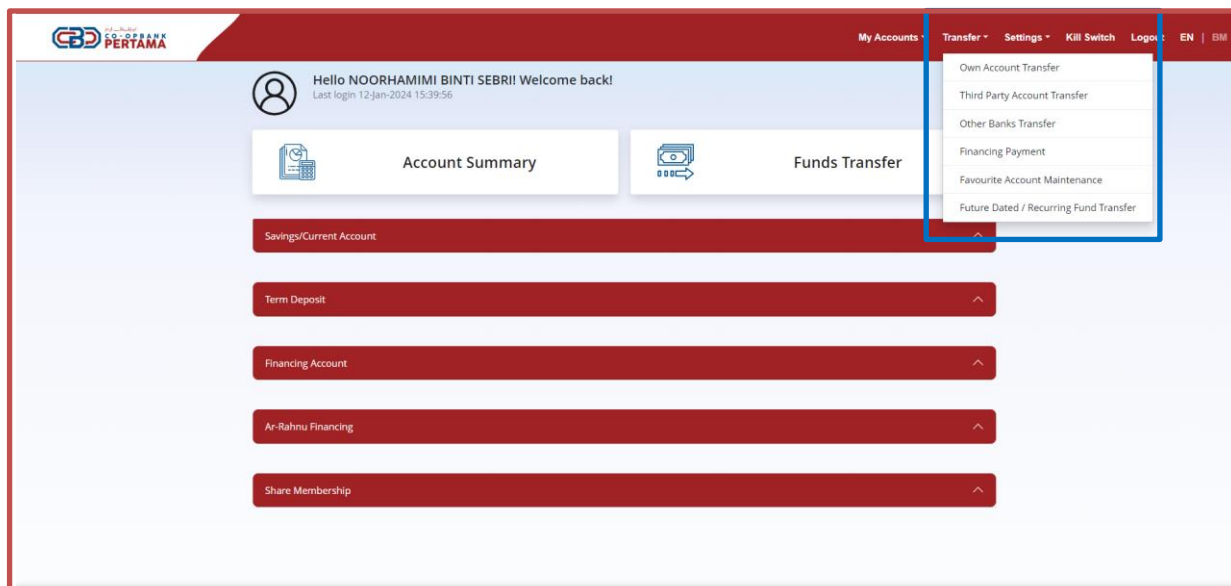 CBP CO-OPBANK
PERTAMA
My Accounts Transfer Settings Kill Switch Logout EN | BM
Hello NOORHAMIMI BINTI SEBRI! Welcome back!
Last login 12-Jan-2024 15:39:56
Own Account Transfer
Third Party Account Transfer
Other Banks Transfer
Financing Payment
Favourite Account Maintenance
Future Dated / Recurring Fund Transfer
Account Summary
Funds Transfer
Savings/Current Account
Term Deposit
Financing Account
Ar-Rahnu Financing
Share Membership